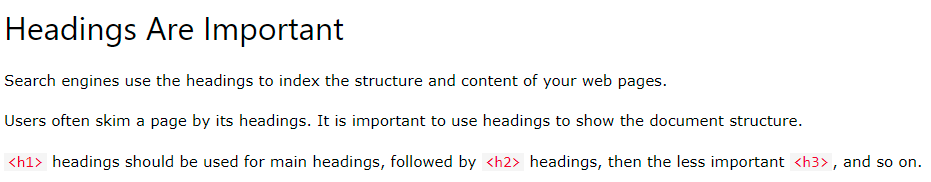 Headings Are Important
Search engines use the headings to index the structure and content of your web pages.
Users often skim a page by its headings. It is important to use headings to show the document structure.
<h1> headings should be used for main headings, followed by <h2> headings, then the less important <h3>, and so on.